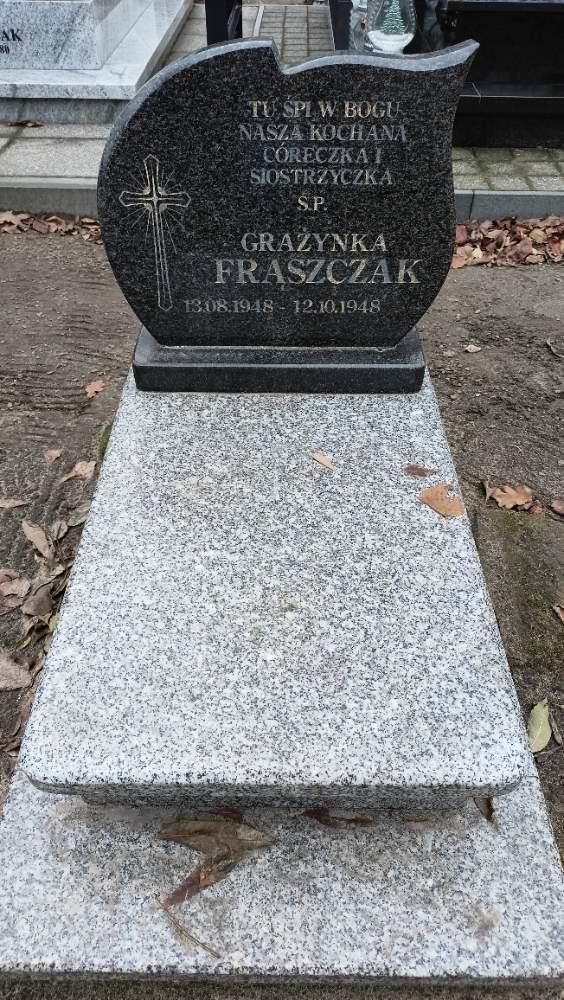 TU ŚPI W BOGU
NASZA KOCHANA
CÓRECZKA I
SIOSTRZYCZKA
Ś.P.
GRAŻYNKA
FRĄSZCZAK
13.08.1948 - 12.10.1948